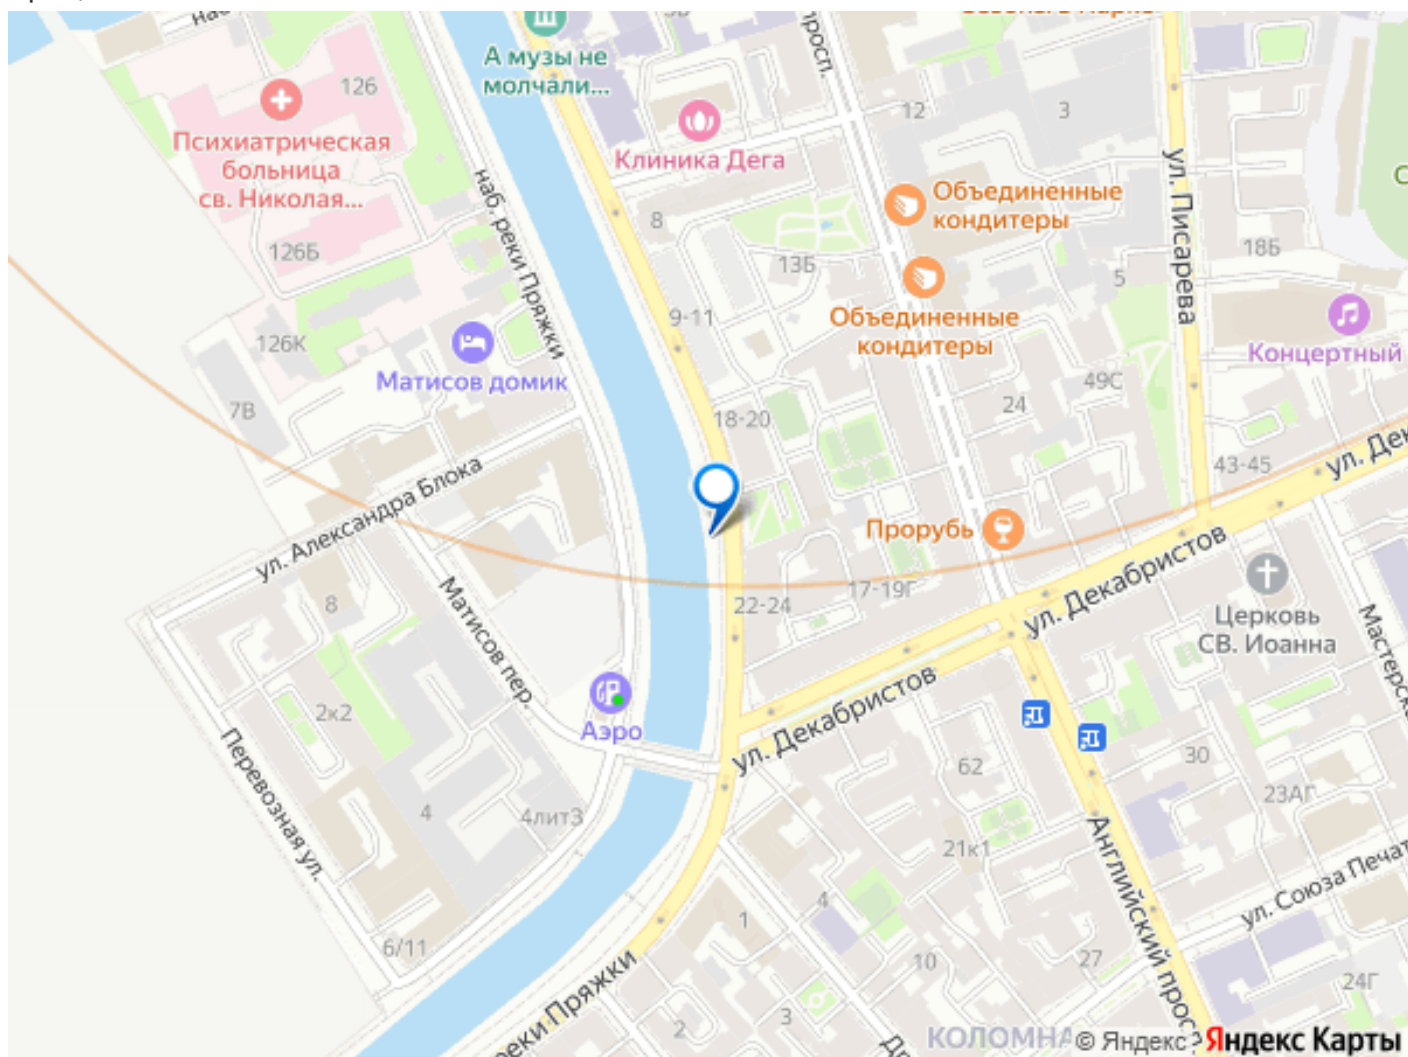 А музы не
молчали...
126
Психиатрическая
больница
св. Николая...
126Б
126К
7В
наб. реки Пряжки
Матисов домик
Клиника Дега
8
9-11
18-20
12
3
просп.
Объединенные
кондитеры
13Б
Объединенные
кондитеры
5
ул. Писарева
18Б
Концертный
49С
24
43-45
ул. Александра Блока
Прорубь
17-19Г
22-24
ул. Декабристов
Церковь
СВ. Иоанна
8
Матисов пер.
2к2
Аэро
ул. Декабристов
Перевозная ул.
4
4лит3
6/11
62
30
23АГ
21к1
Английский просп
ул. Союза Печат
4
1
10
27
24Г
реки Пряжки
2
3
КОЛОМНА
© Яндекс
Яндекс Карты